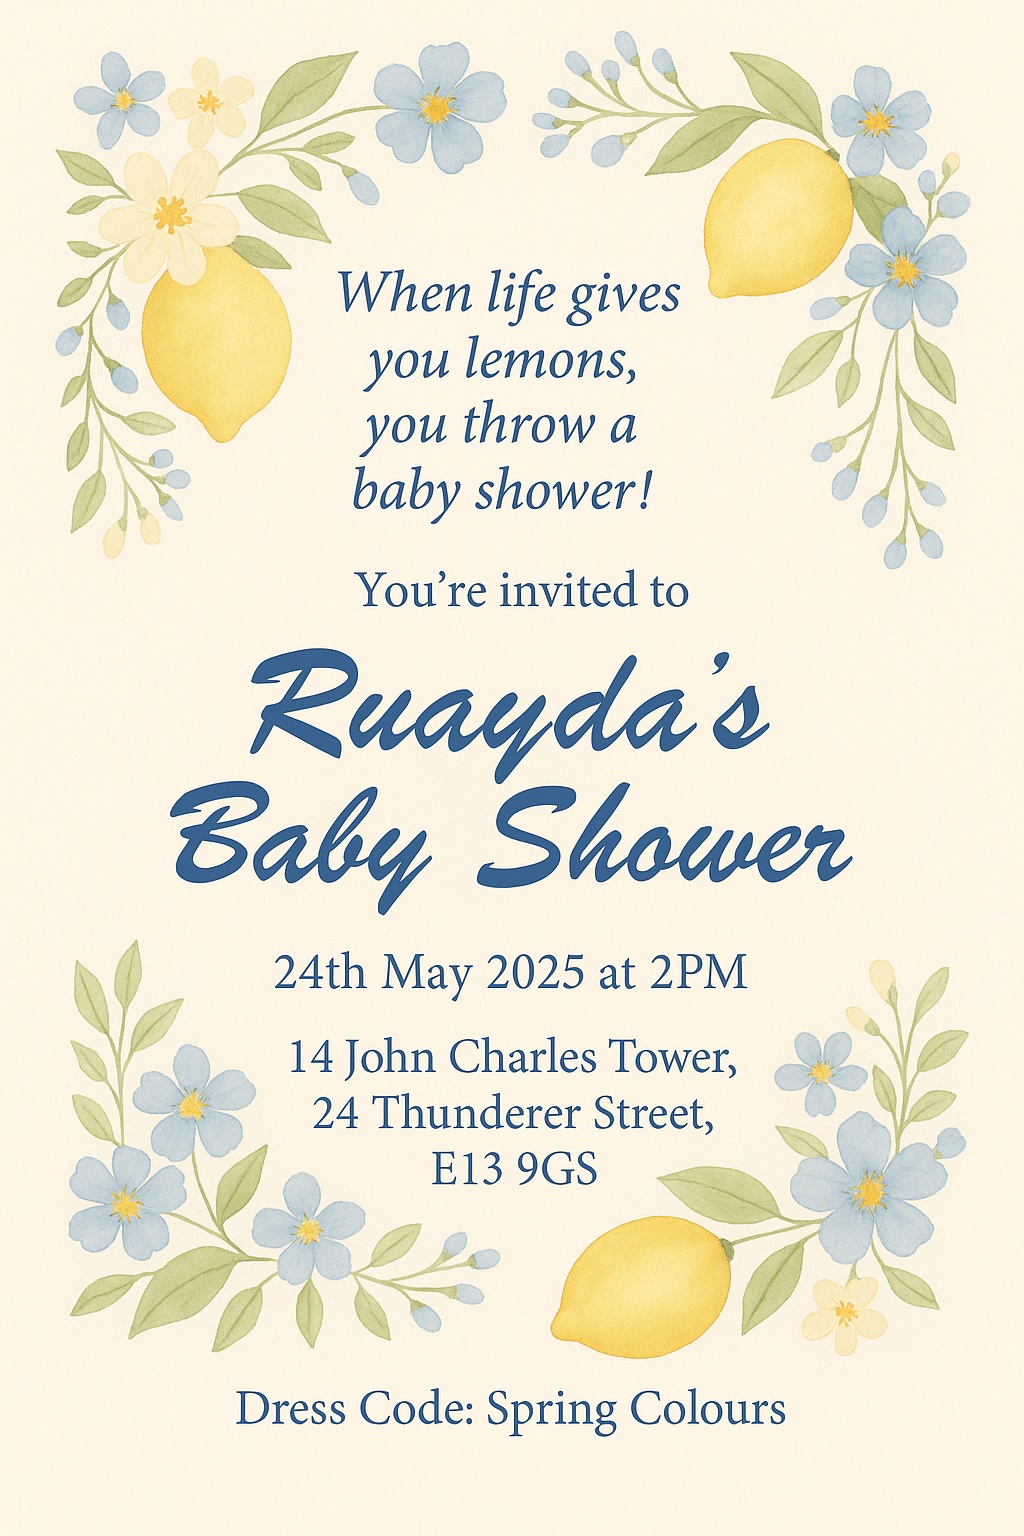 When life gives
you lemons,
you throw a
baby shower!
You’re invited to
Ruayda’s
Baby Shower
24th May 2025 at 2PM
14 John Charles Tower,
24 Thunderer Street,
E13 9GS
Dress Code: Spring Colours